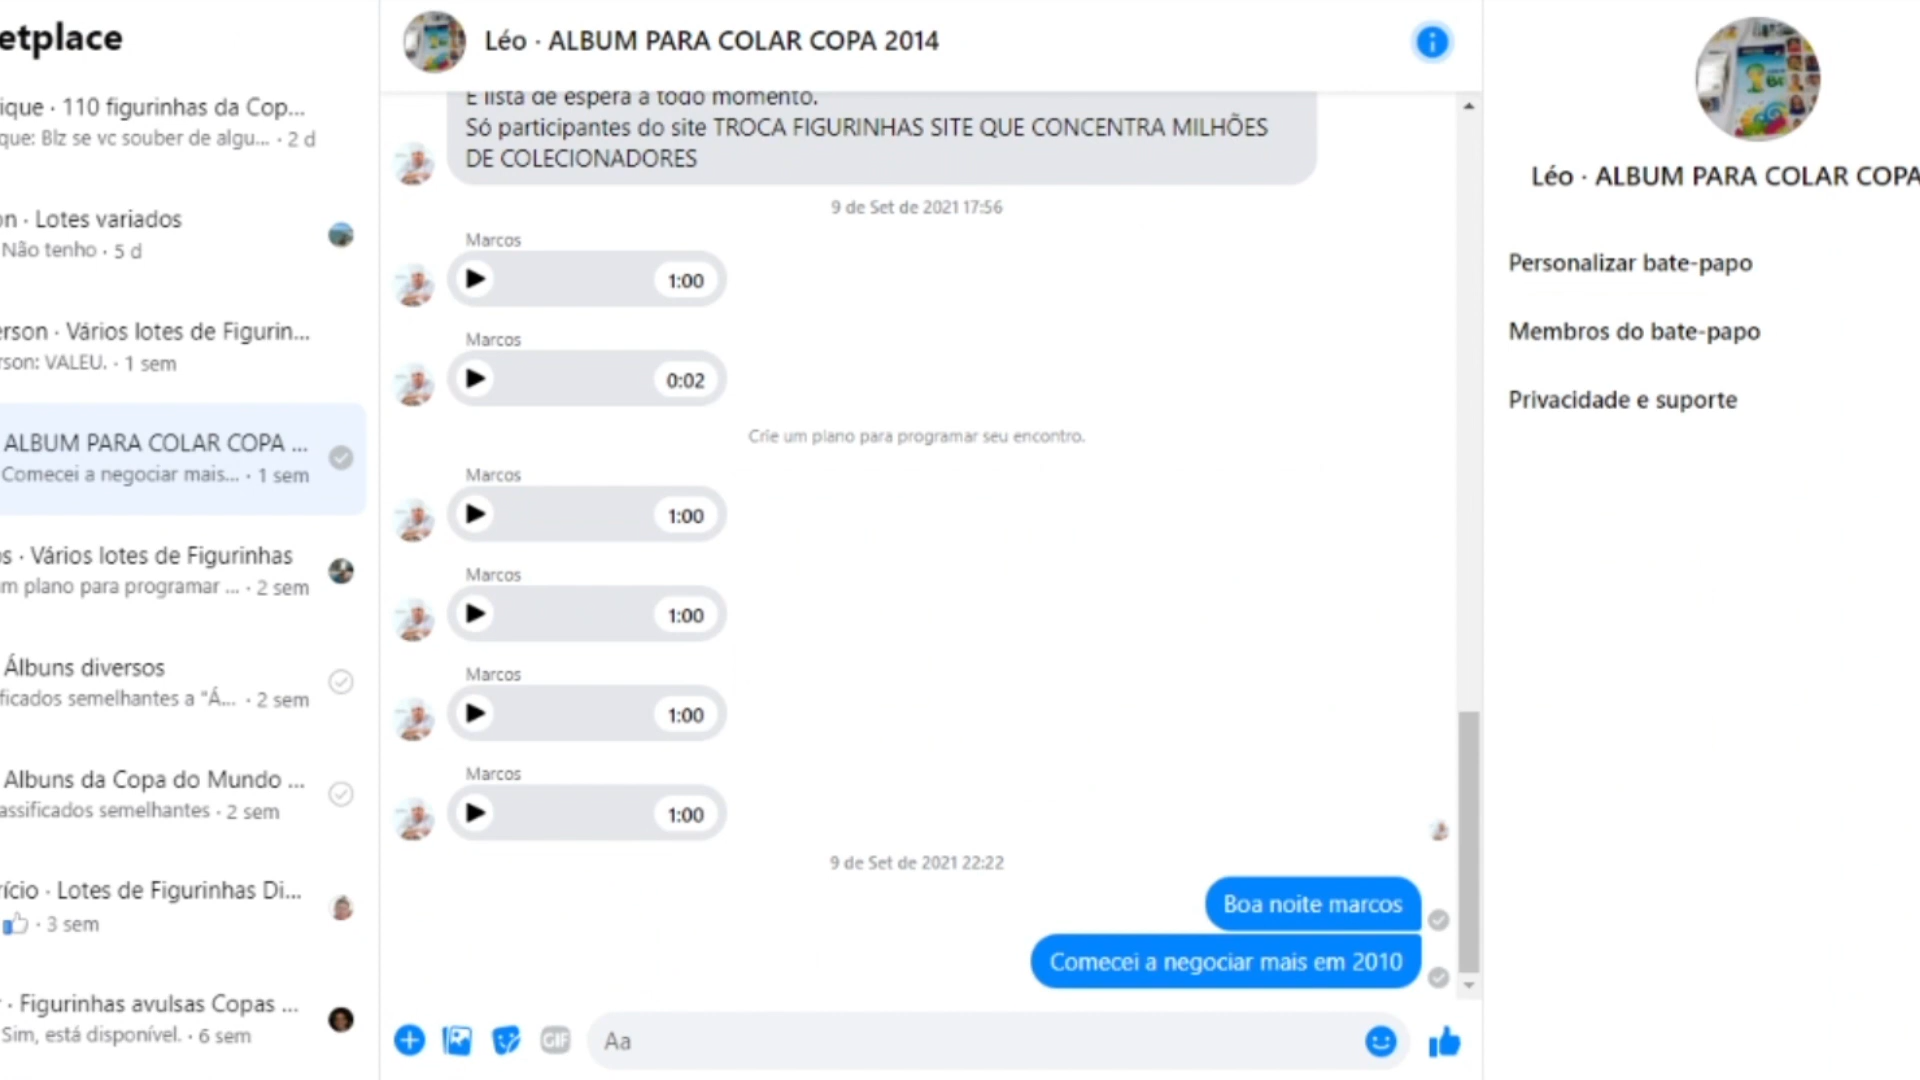 etplace
ique · 110 figurinhas da Cop...
que: Blz se vc souber de algu... · 2 d
on · Lotes variados
Não tenho · 5 d
erson · Vários lotes de Figurin...
rson: VALEU. · 1 sem
ALBUM PARA COLAR COPA ...
Comecei a negociar mais... · 1 sem
os · Vários lotes de Figurinhas
m plano para programar ... · 2 sem
Álbuns diversos
ficados semelhantes a "Á... · 2 sem
Albuns da Copa do Mundo ...
assificados semelhantes · 2 sem
rício · Lotes de Figurinhas Di...
· 3 sem
· Figurinhas avulsas Copas ...
Sim, está disponível. · 6 sem
Léo · ALBUM PARA COLAR COPA 2014
E lista de espera a todo momento.
Só participantes do site TROCA FIGURINHAS SITE QUE CONCENTRA MILHÕES
DE COLECIONADORES
9 de Set de 2021 17:56
Marcos
1:00
Marcos
0:02
Crie um plano para programar seu encontro.
Marcos
1:00
Marcos
1:00
Marcos
1:00
Marcos
1:00
9 de Set de 2021 22:22
Boa noite marcos
Comecei a negociar mais em 2010
GIF
Aa
Léo · ALBUM PARA COLAR COPA
Personalizar bate-papo
Membros do bate-papo
Privacidade e suporte